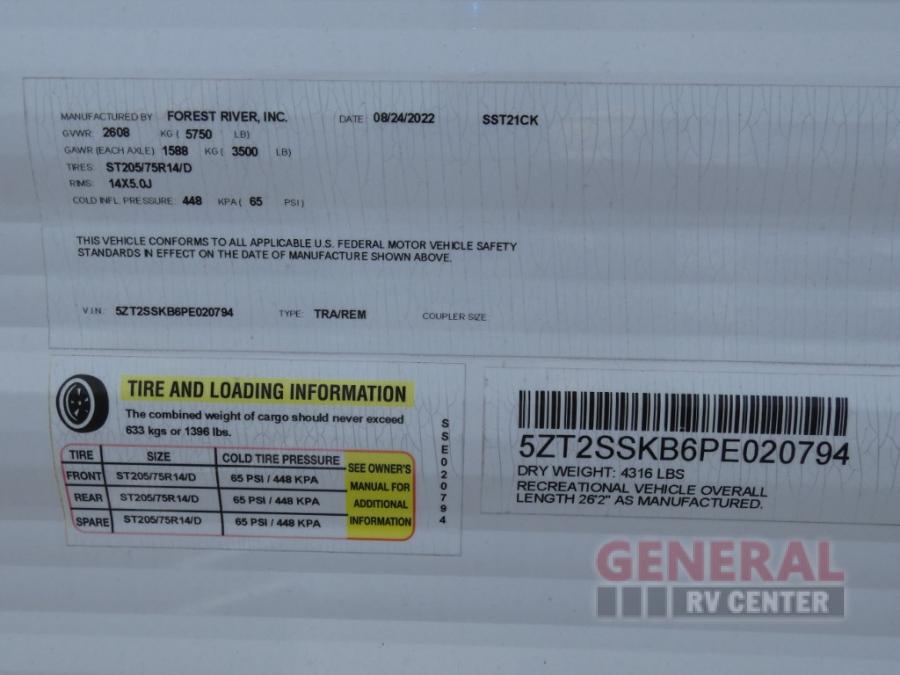 MANUFACTURED BY FOREST RIVER, INC. DATE: 08/24/2022 SST21CK
GVWR: 2608 KG ( 5750 LB)
GAWR (EACH AXLE) 1588 KG ( 3500 LB)
TIRES: ST205/75R14/D
RIMS: 14X5.0J
COLD INFL. PRESSURE: 448 KPA ( 65 PSI)
THIS VEHICLE CONFORMS TO ALL APPLICABLE U.S. FEDERAL MOTOR VEHICLE SAFETY
STANDARDS IN EFFECT ON THE DATE OF MANUFACTURE SHOWN ABOVE.
VIN: 5ZT2SSKB6PE020794 TYPE: TRA/REM COUPLER SIZE:
TIRE AND LOADING INFORMATION
The combined weight of cargo should never exceed
633 kgs or 1396 lbs.
TIRE SIZE COLD TIRE PRESSURE
FRONT ST205/75R14/D 65 PSI / 448 KPA
REAR ST205/75R14/D 65 PSI / 448 KPA
SPARE ST205/75R14/D 65 PSI / 448 KPA
SEE OWNER'S
MANUAL FOR
ADDITIONAL
INFORMATION
SSE020794
5ZT2SSKB6PE020794
DRY WEIGHT: 4316 LBS
RECREATIONAL VEHICLE OVERALL
LENGTH 26'2" AS MANUFACTURED.
GENERAL
RV CENTER